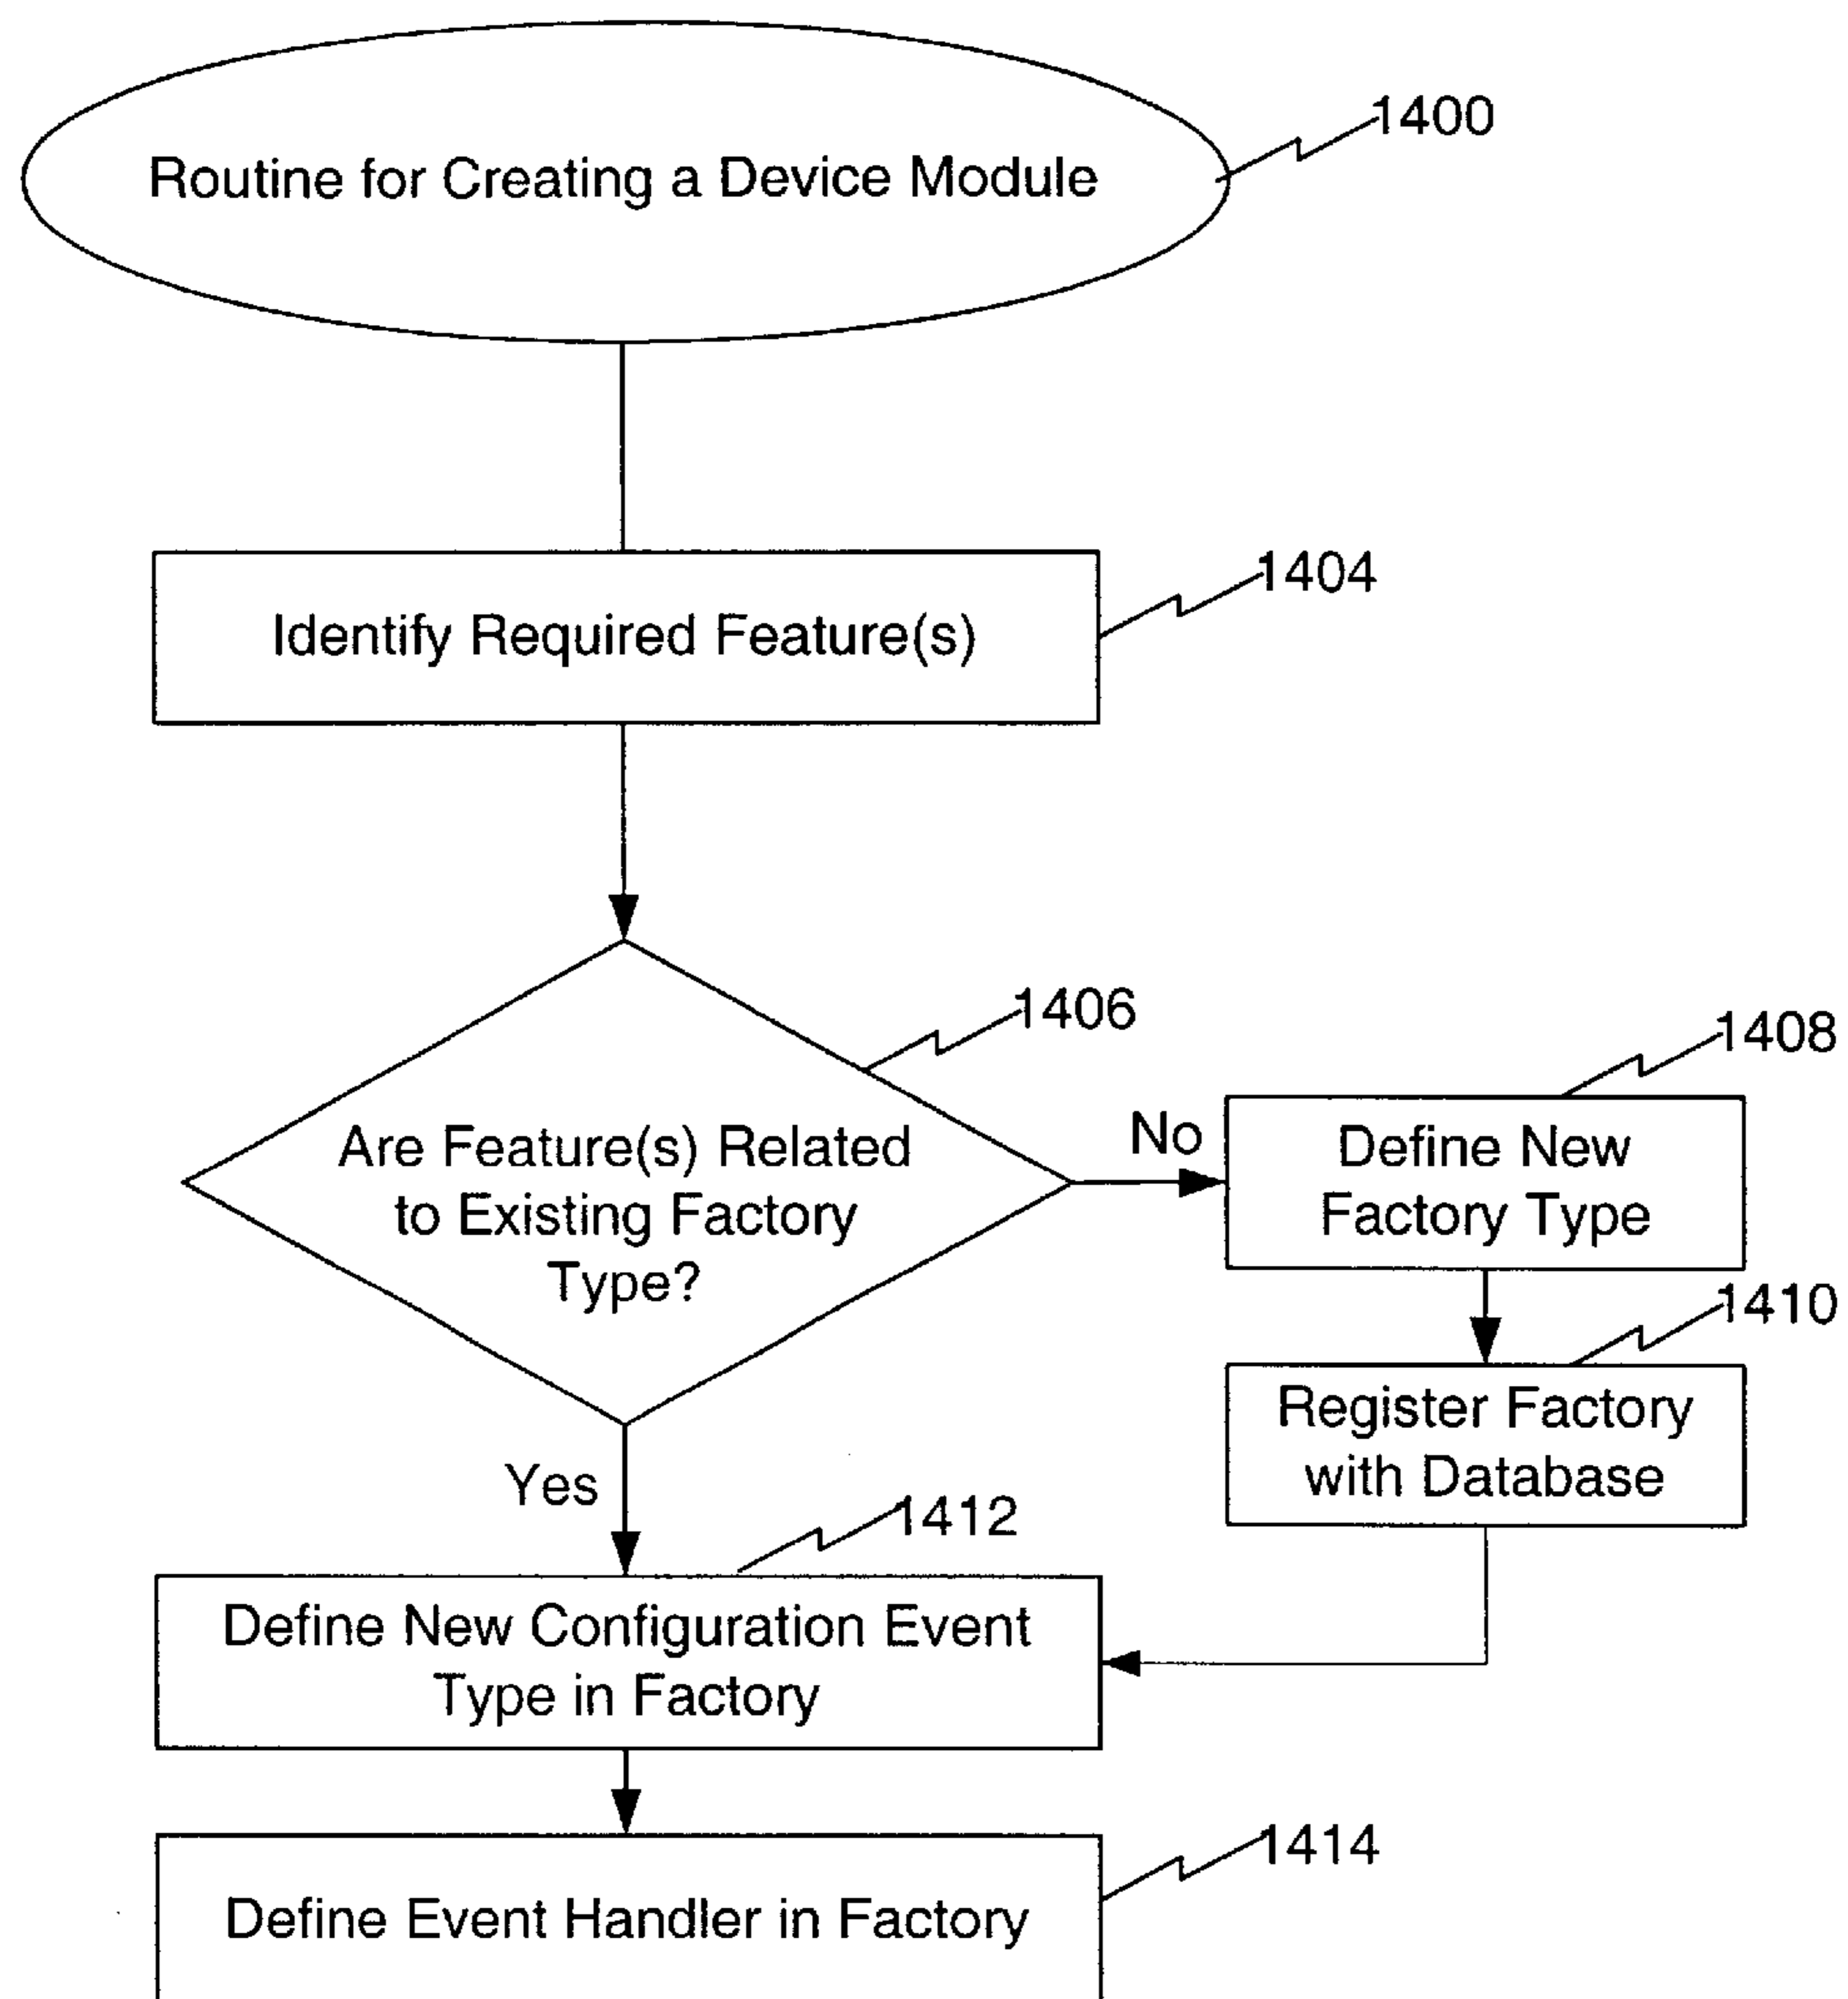 Routine for Creating a Device Module
1400
Identify Required Feature(s)
1404
Are Feature(s) Related
to Existing Factory
Type?
1406
No
Define New
Factory Type
1408
Register Factory
with Database
1410
Yes
Define New Configuration Event
Type in Factory
1412
Define Event Handler in Factory
1414